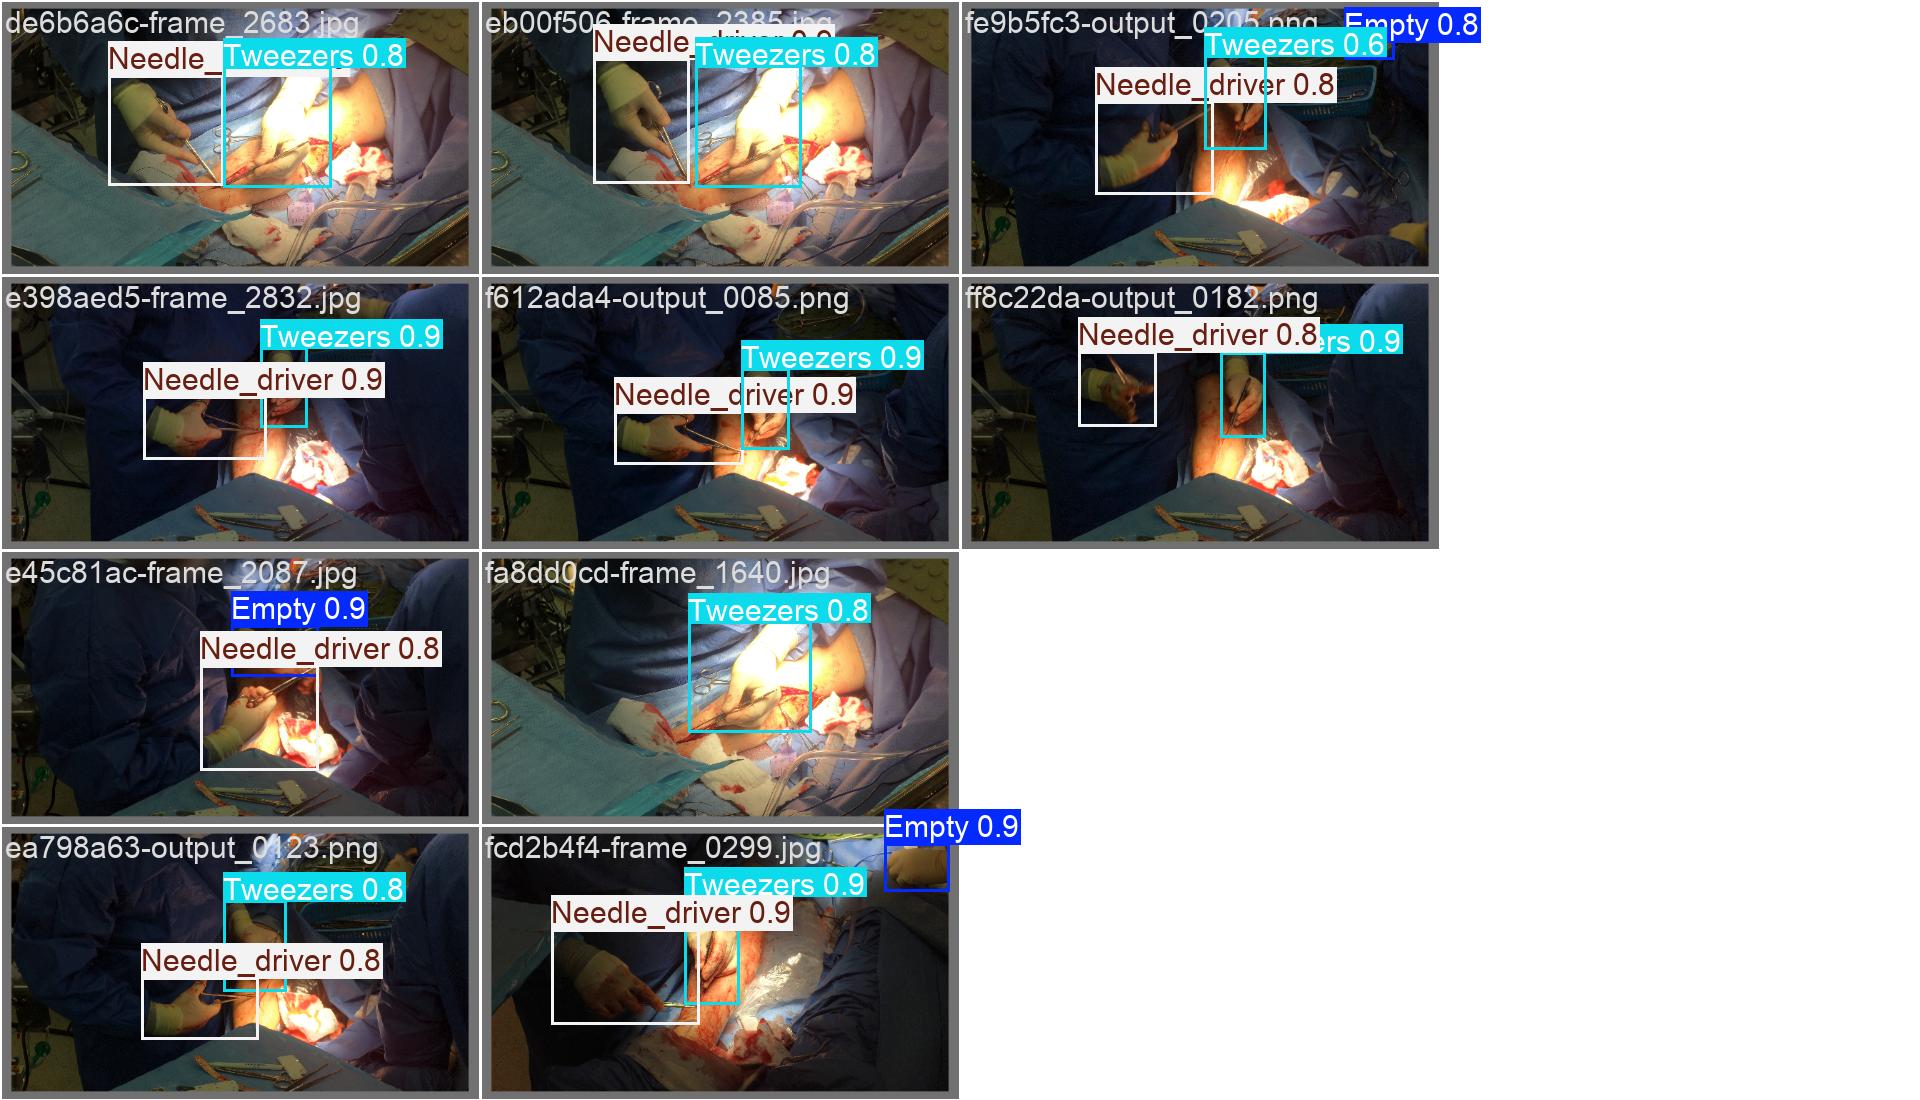 de6b6a6c-frame_2683.jpg
Needle_
Tweezers 0.8
eb00f506-frame_2385.jpg
Needle_driver 0.9
Tweezers 0.8
fe9b5fc3-output_0205.png
Empty 0.8
Tweezers 0.6
Needle_driver 0.8
e398aed5-frame_2832.jpg
Tweezers 0.9
Needle_driver 0.9
f612ada4-output_0085.png
Tweezers 0.9
Needle_driver 0.9
ff8c22da-output_0182.png
Needle_driver 0.8
ers 0.9
e45c81ac-frame_2087.jpg
Empty 0.9
Needle_driver 0.8
fa8dd0cd-frame_1640.jpg
Tweezers 0.8
ea798a63-output_0123.png
Tweezers 0.8
Needle_driver 0.8
fcd2b4f4-frame_0299.jpg
Empty 0.9
Tweezers 0.9
Needle_driver 0.9